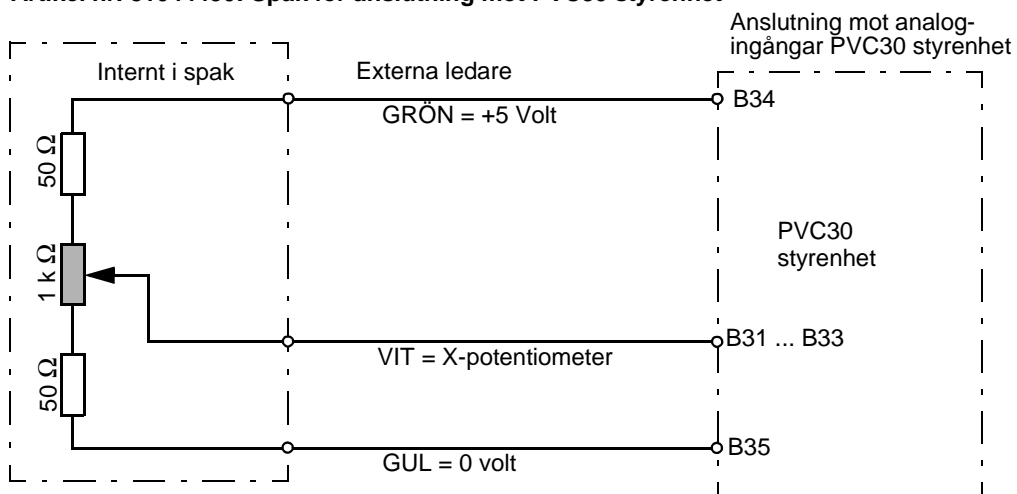 Anslutning mot analog-
ingångar PVC30 styrenhet
Internt i spak
Externa ledare
B34
GRÖN = +5 Volt
50 Ω
PVC30
styrenhet
1 k Ω
B31 ... B33
VIT = X-potentiometer
50 Ω
B35
GUL = 0 volt